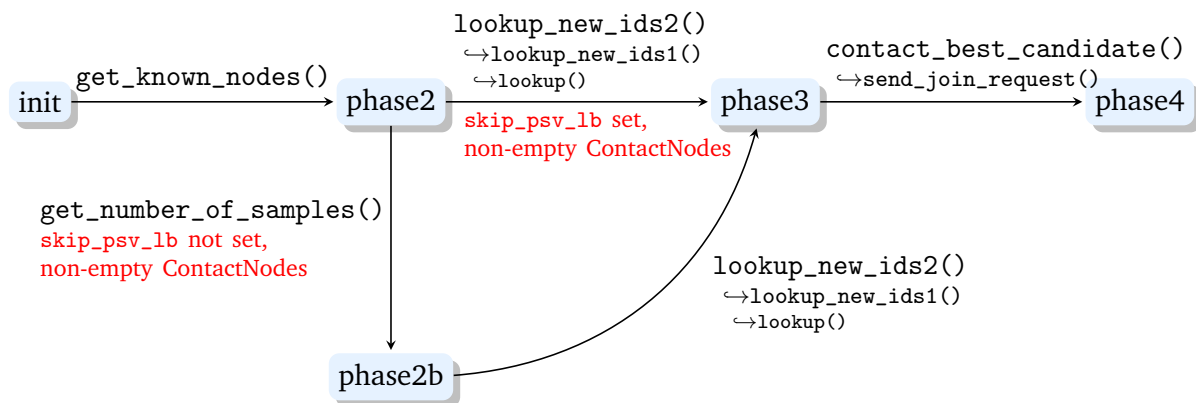 lookup_new_ids2()
↪lookup_new_ids1()
↪lookup()
contact_best_candidate()
↪send_join_request()
get_known_nodes()
init
phase2
phase3
phase4
skip_psv_lb set,
non-empty ContactNodes
get_number_of_samples()
skip_psv_lb not set,
non-empty ContactNodes
lookup_new_ids2()
↪lookup_new_ids1()
↪lookup()
phase2b